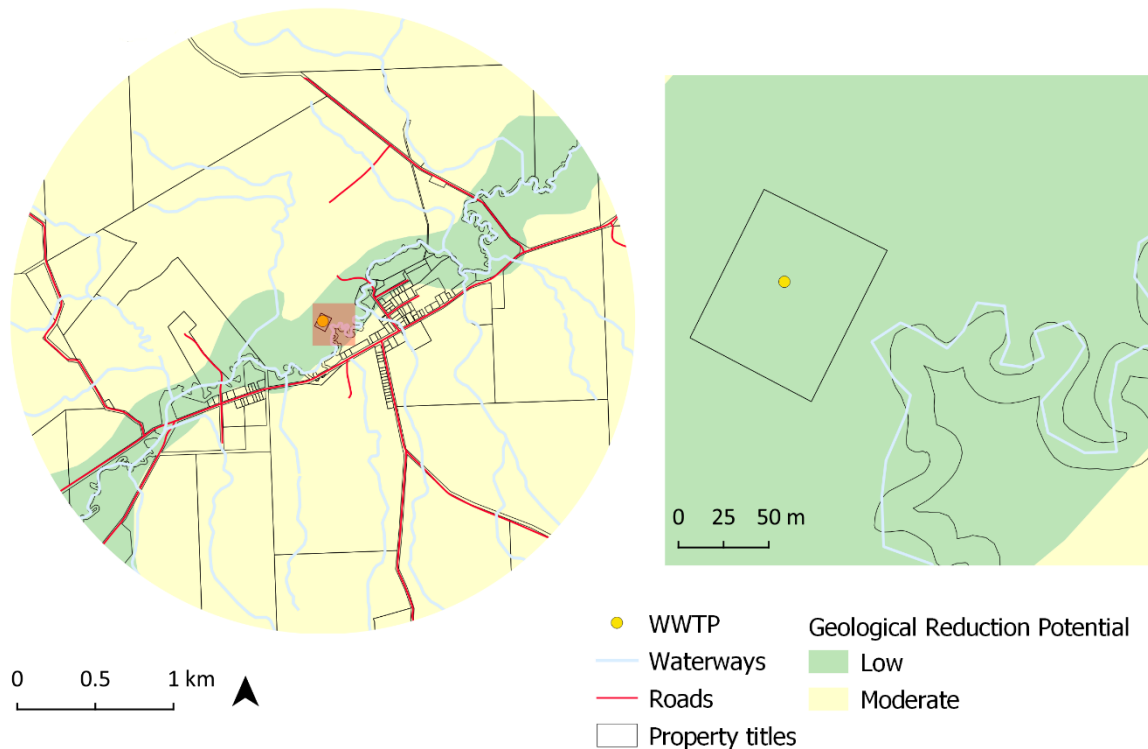 0 25 50 m
WWTP
Waterways
Roads
Property titles
Geological Reduction Potential
Low
Moderate
0 0.5 1 km